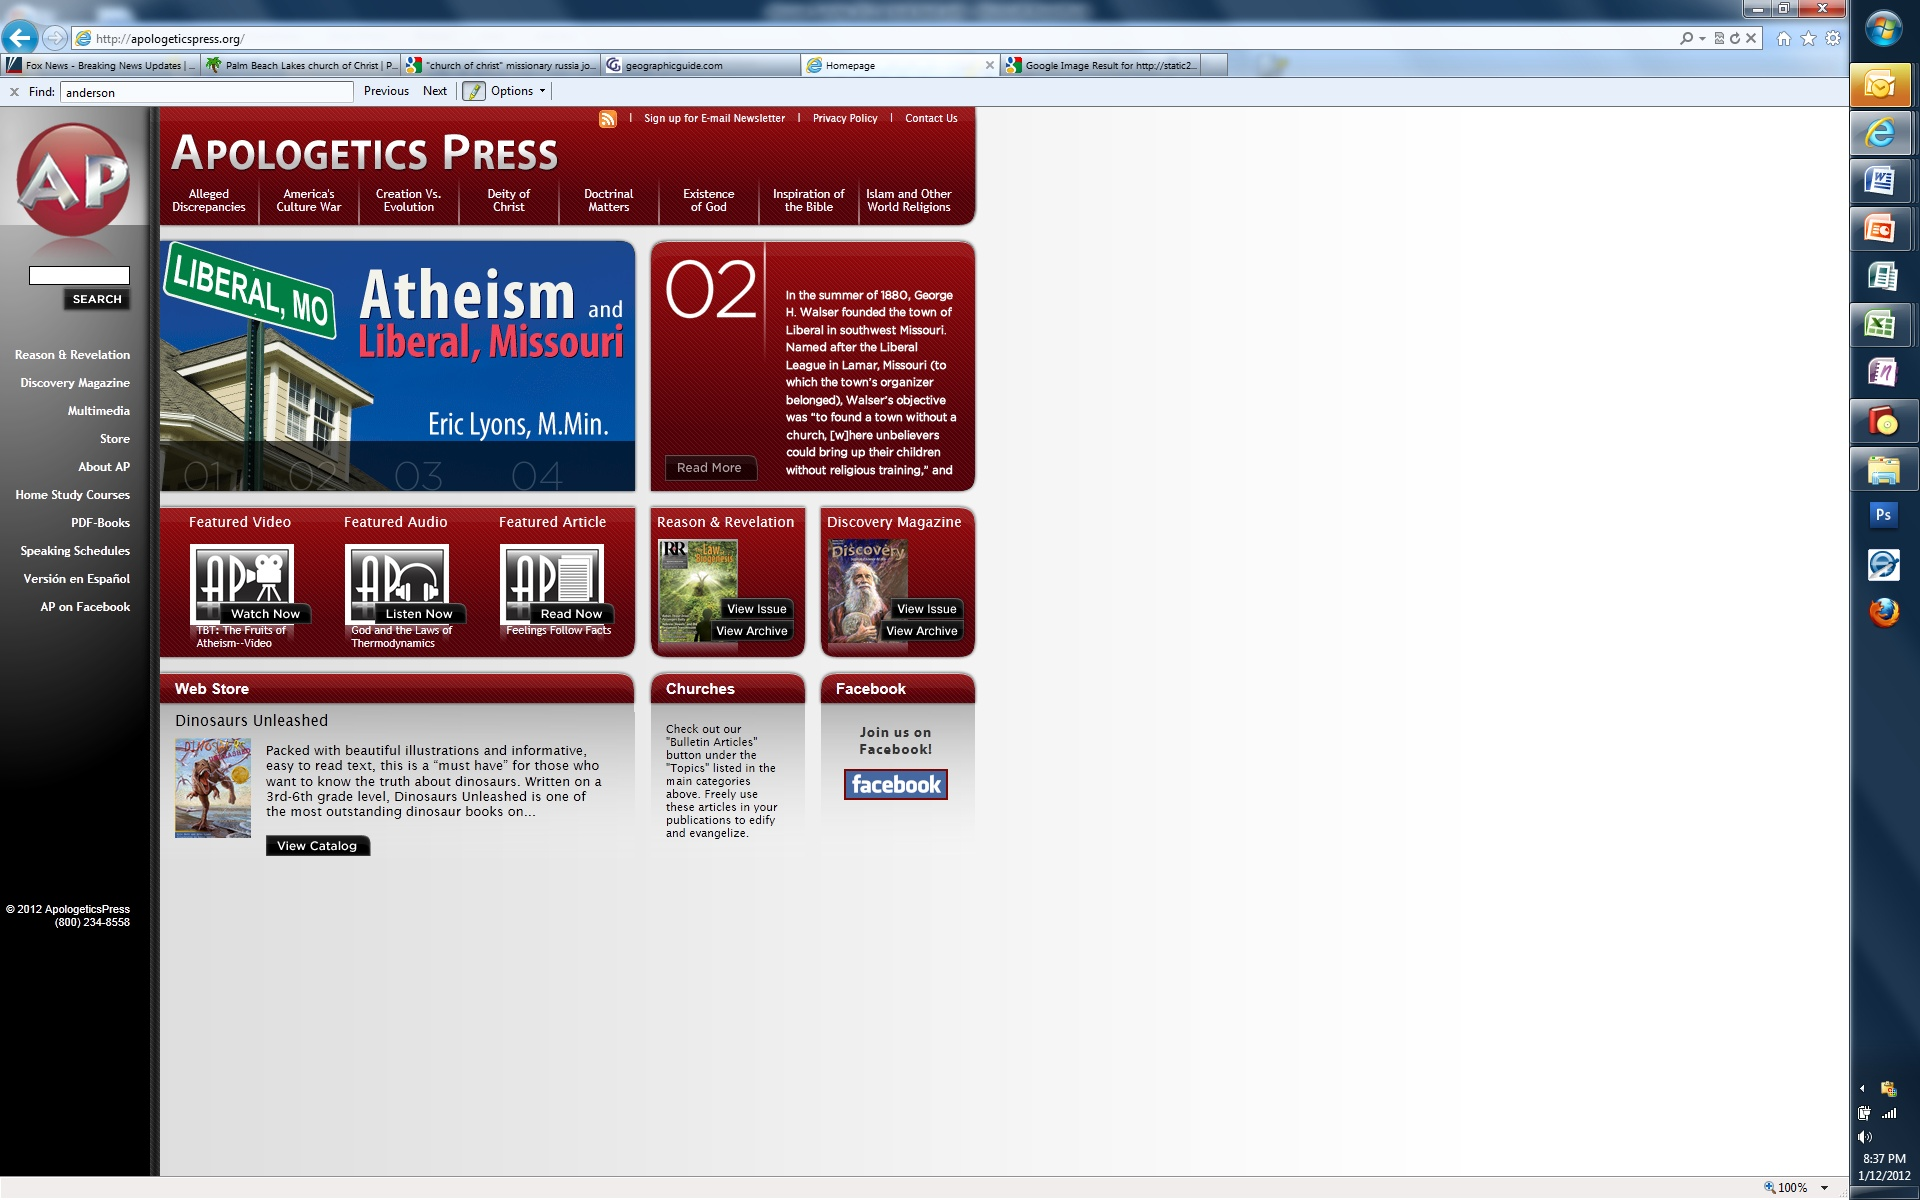 http://apologeticspress.org/
Fox News - Breaking News Updates | ...
Palm Beach Lakes church of Christ | P...
"church of christ" missionary russia jo...
geographicguide.com
Homepage
Google Image Result for http://static2...
Find: anderson Previous Next Options
Sign up for E-mail Newsletter | Privacy Policy | Contact Us
AP
APOLOGETICS PRESS
Alleged Discrepancies
America's Culture War
Creation Vs. Evolution
Deity of Christ
Doctrinal Matters
Existence of God
Inspiration of the Bible
Islam and Other World Religions
SEARCH
Reason & Revelation
Discovery Magazine
Multimedia
Store
About AP
Home Study Courses
PDF-Books
Speaking Schedules
Versión en Español
AP on Facebook
© 2012 ApologeticsPress
(800) 234-8558
LIBERAL, MO
Atheism and
Liberal, Missouri
Eric Lyons, M.Min.
01 02 03 04
02
In the summer of 1880, George
H. Walser founded the town of
Liberal in southwest Missouri.
Named after the Liberal
League in Lamar, Missouri (to
which the town's organizer
belonged), Walser's objective
was “to found a town without a
church, [w]here unbelievers
could bring up their children
without religious training,” and
Read More
Featured Video
AP
Watch Now
TBT: The Fruits of
Atheism--Video
Featured Audio
AP
Listen Now
God and the Laws of
Thermodynamics
Featured Article
AP
Read Now
Feelings Follow Facts
Reason & Revelation
RR
Law
Biogenesis
View Issue
View Archive
Discovery Magazine
Discovery
View Issue
View Archive
Web Store
Dinosaurs Unleashed
Packed with beautiful illustrations and informative,
easy to read text, this is a “must have” for those who
want to know the truth about dinosaurs. Written on a
3rd-6th grade level, Dinosaurs Unleashed is one of
the most outstanding dinosaur books on...
View Catalog
Churches
Check out our
"Bulletin Articles"
button under the
"Topics" listed in the
main categories
above. Freely use
these articles in your
publications to edify
and evangelize.
Facebook
Join us on
Facebook!
facebook
Ps
8:37 PM
1/12/2012
100%